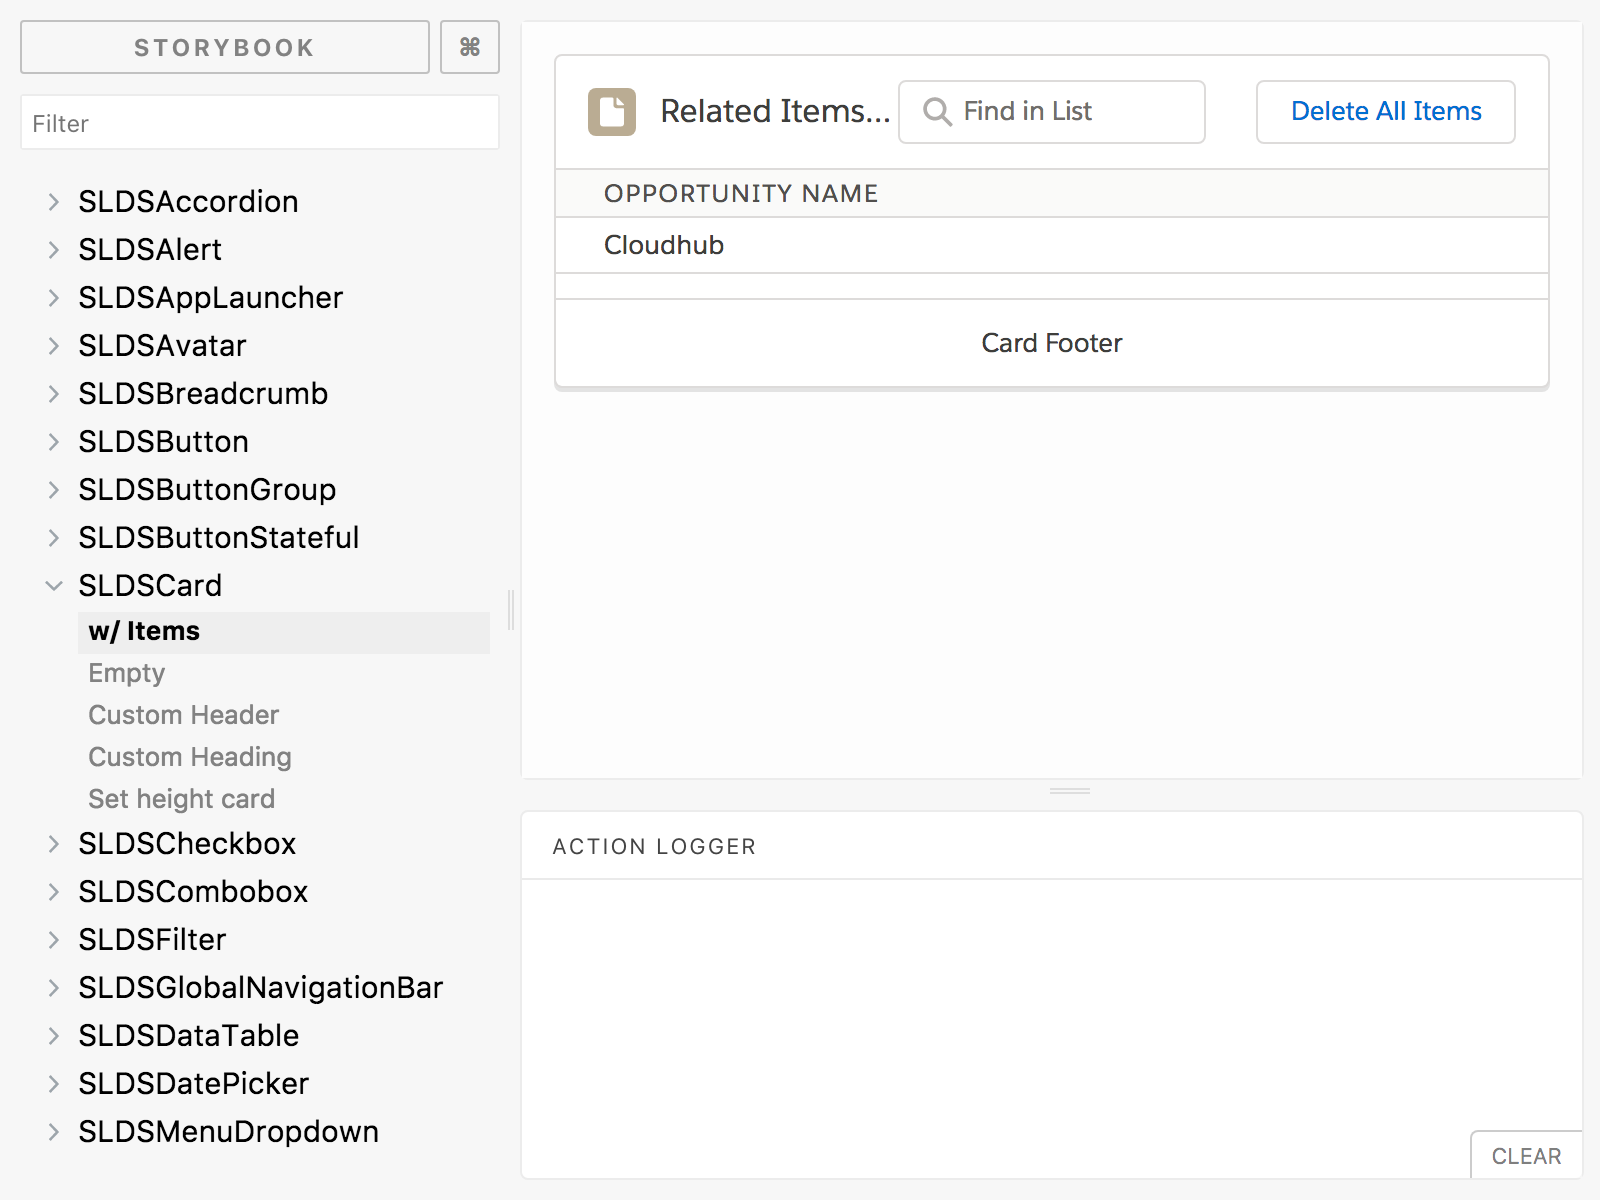 STORYBOOK
⌘
Filter
SLDSAccordion
SLDSAlert
SLDSAppLauncher
SLDSAvatar
SLDSBreadcrumb
SLDSButton
SLDSButtonGroup
SLDSButtonStateful
SLDSCard
w/ Items
Empty
Custom Header
Custom Heading
Set height card
SLDSCheckbox
SLDSCombobox
SLDSFilter
SLDSGlobalNavigationBar
SLDSDataTable
SLDSDatePicker
SLDSMenuDropdown
Related Items...
Find in List
Delete All Items
OPPORTUNITY NAME
Cloudhub
Card Footer
ACTION LOGGER
CLEAR